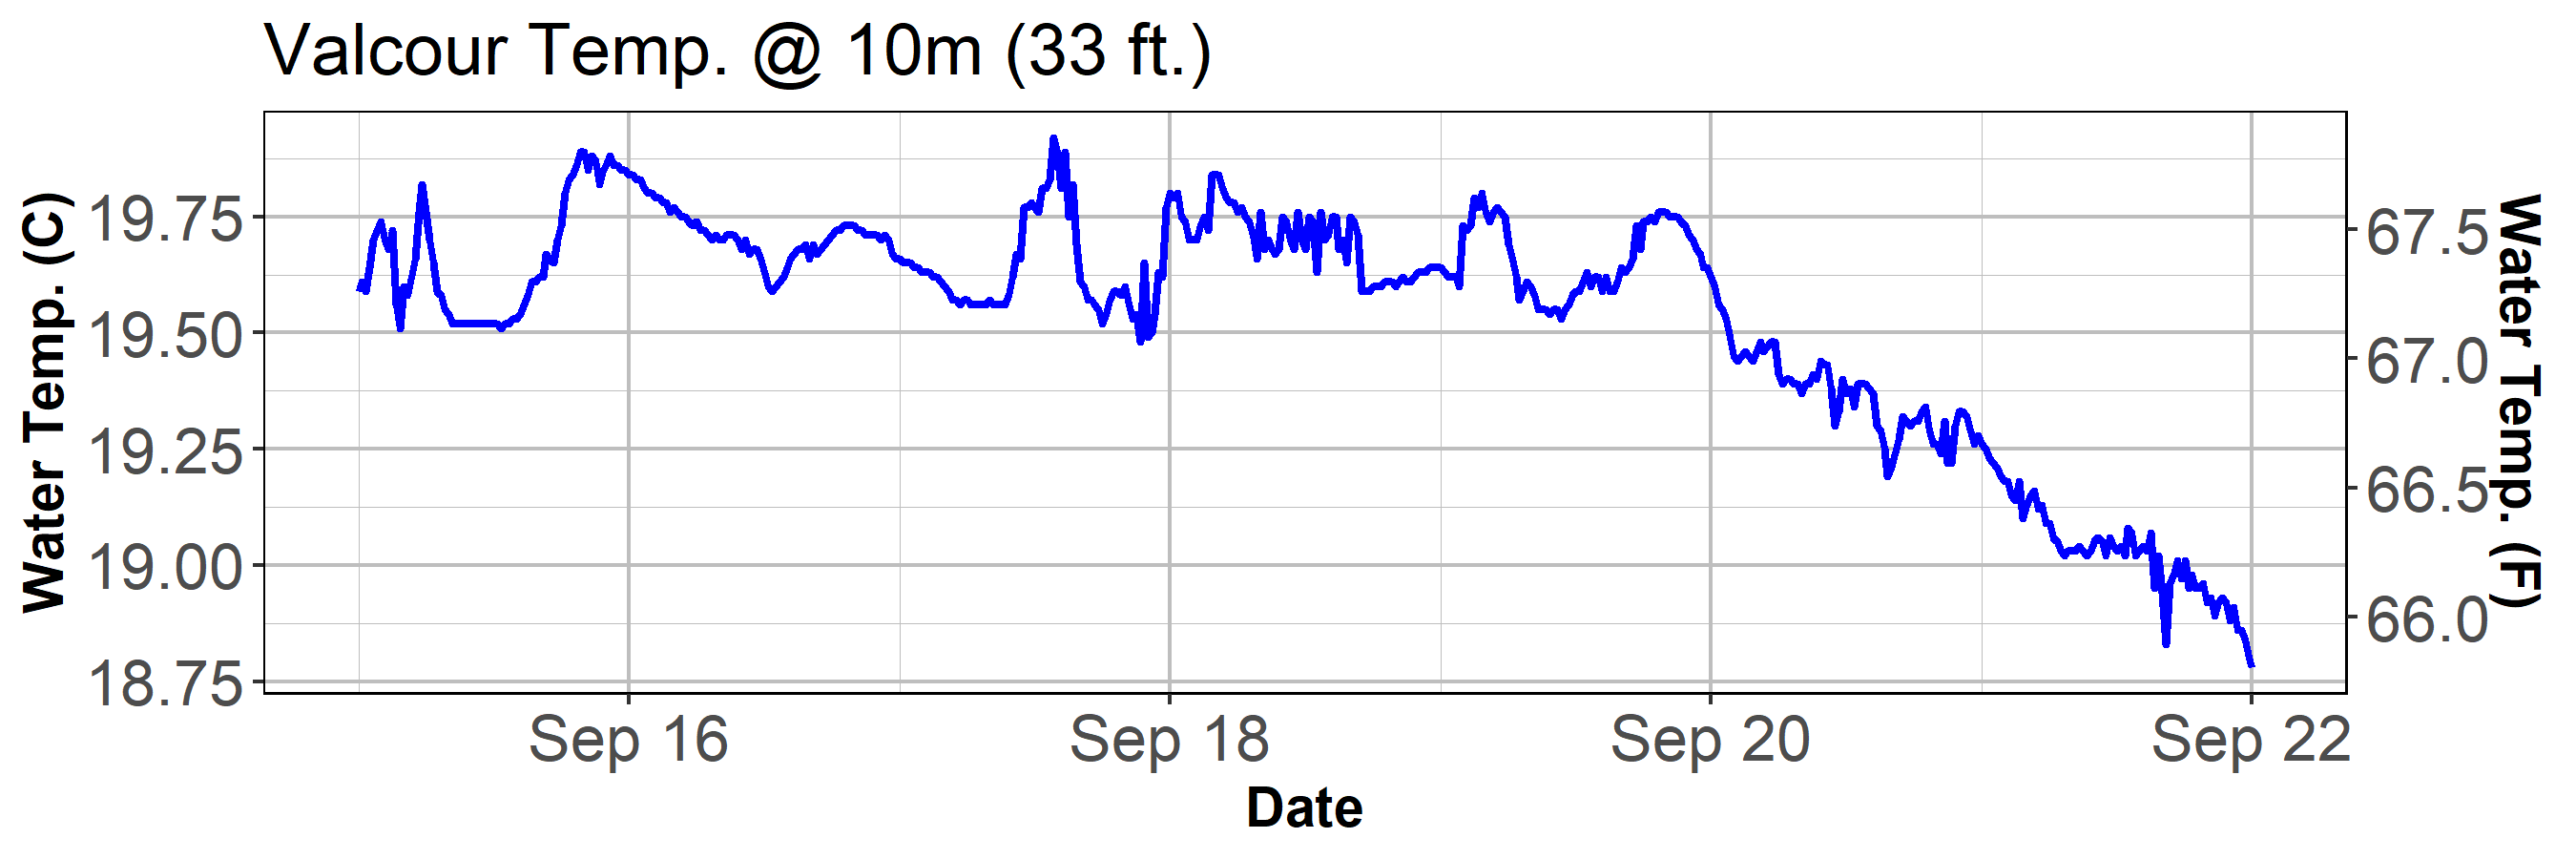 Valcour Temp. @ 10m (33 ft.)
Water Temp. (C)
19.75
19.50
19.25
19.00
18.75
67.5
67.0
66.5
66.0
Water Temp. (F)
Sep 16
Sep 18
Sep 20
Sep 22
Date